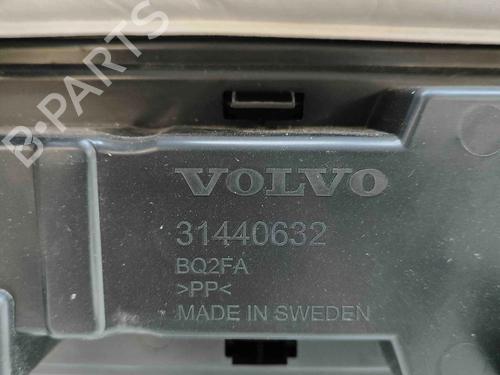 B-PARTS
VOLVO
31440632
BQ2FA
>PP<
MADE IN SWEDEN